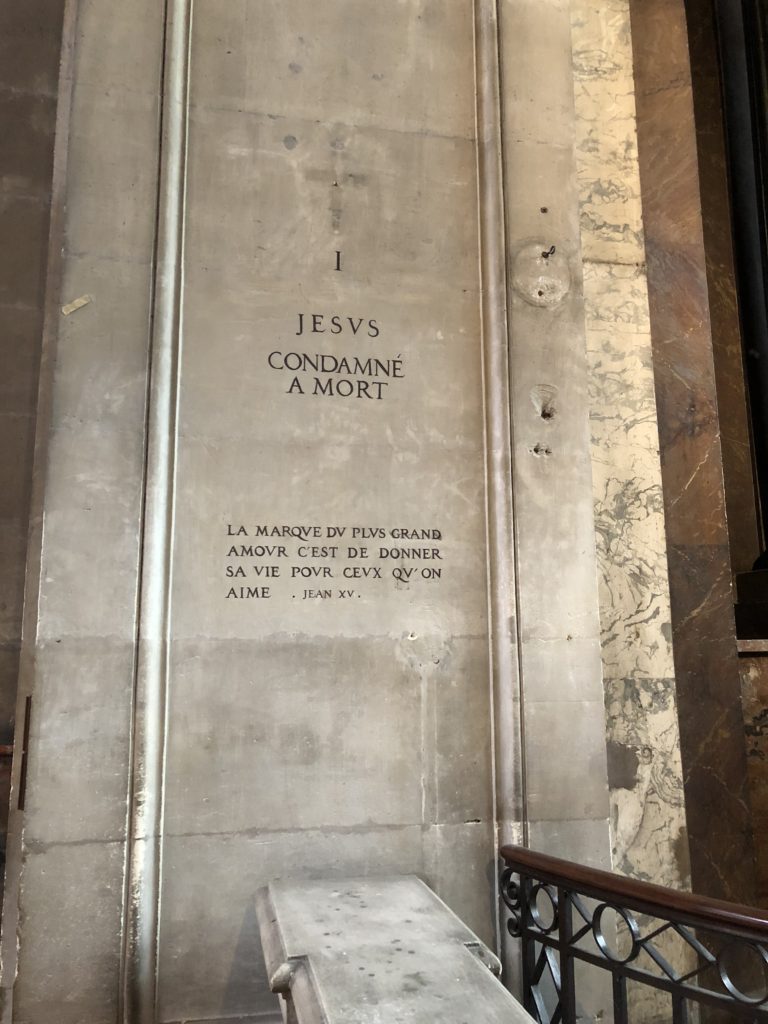 I
JESVS
CONDAMNÉ
A MORT
LA MARQVE DV PLVS GRAND
AMOVR C'EST DE DONNER
SA VIE POVR CEVX QV'ON
AIME . JEAN XV .